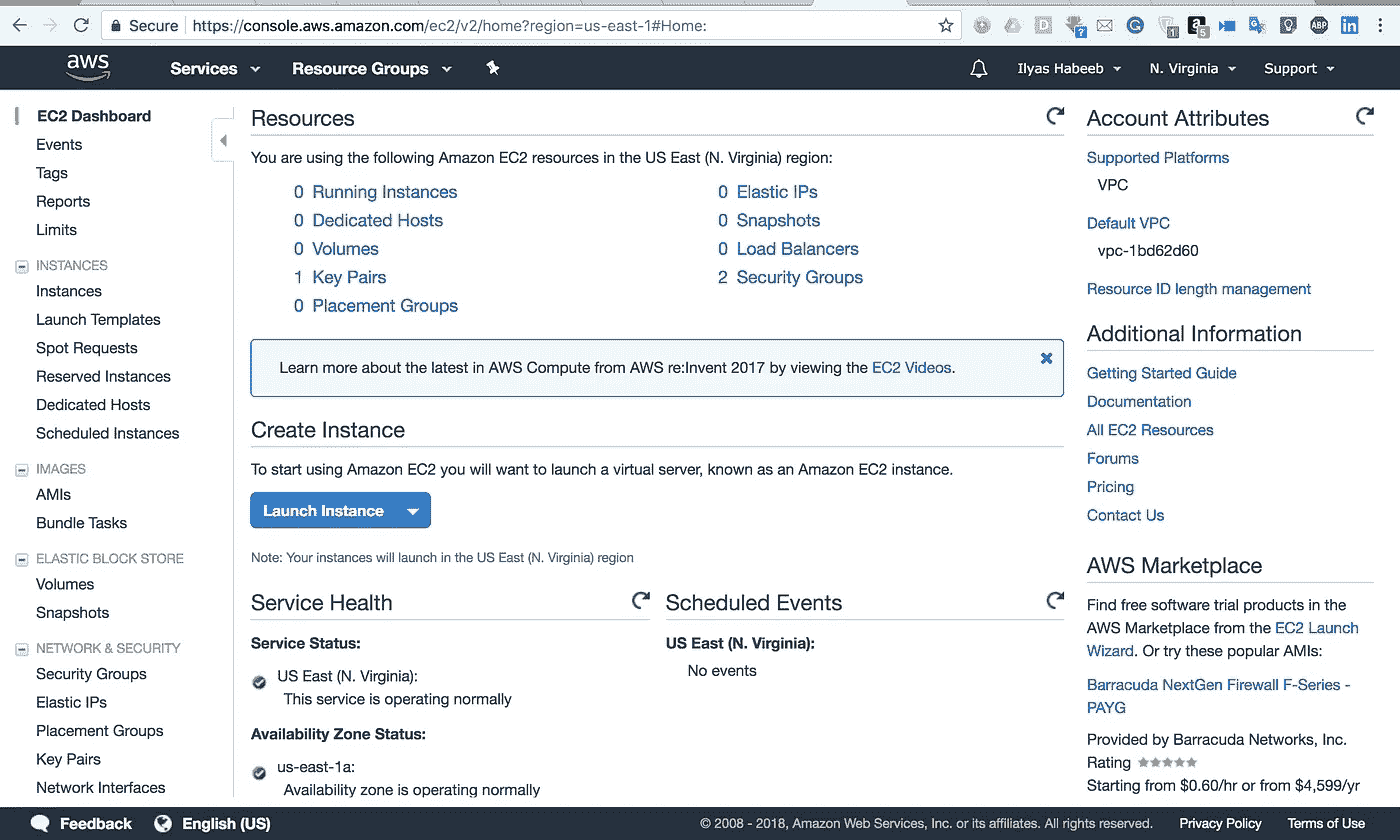 Secure
https://console.aws.amazon.com/ec2/v2/home?region=us-east-1#Home:
aws
Services
Resource Groups
Ilyas Habeeb
N. Virginia
Support
EC2 Dashboard
Events
Tags
Reports
Limits
INSTANCES
Instances
Launch Templates
Spot Requests
Reserved Instances
Dedicated Hosts
Scheduled Instances
IMAGES
AMIs
Bundle Tasks
ELASTIC BLOCK STORE
Volumes
Snapshots
NETWORK & SECURITY
Security Groups
Elastic IPs
Placement Groups
Key Pairs
Network Interfaces
Resources
You are using the following Amazon EC2 resources in the US East (N. Virginia) region:
0 Running Instances
0 Dedicated Hosts
0 Volumes
1 Key Pairs
0 Placement Groups
0 Elastic IPs
0 Snapshots
0 Load Balancers
2 Security Groups
Learn more about the latest in AWS Compute from AWS re:Invent 2017 by viewing the EC2 Videos.
Create Instance
To start using Amazon EC2 you will want to launch a virtual server, known as an Amazon EC2 instance.
Launch Instance
Note: Your instances will launch in the US East (N. Virginia) region
Service Health
Service Status:
US East (N. Virginia):
This service is operating normally
Availability Zone Status:
us-east-1a:
Availability zone is operating normally
Scheduled Events
US East (N. Virginia):
No events
Account Attributes
Supported Platforms
VPC
Default VPC
vpc-1bd62d60
Resource ID length management
Additional Information
Getting Started Guide
Documentation
All EC2 Resources
Forums
Pricing
Contact Us
AWS Marketplace
Find free software trial products in the
AWS Marketplace from the EC2 Launch
Wizard. Or try these popular AMIs:
Barracuda NextGen Firewall F-Series -
PAYG
Provided by Barracuda Networks, Inc.
Rating
Starting from $0.60/hr or from $4,599/yr
Feedback
English (US)
© 2008 - 2018, Amazon Web Services, Inc. or its affiliates. All rights reserved.
Privacy Policy
Terms of Use